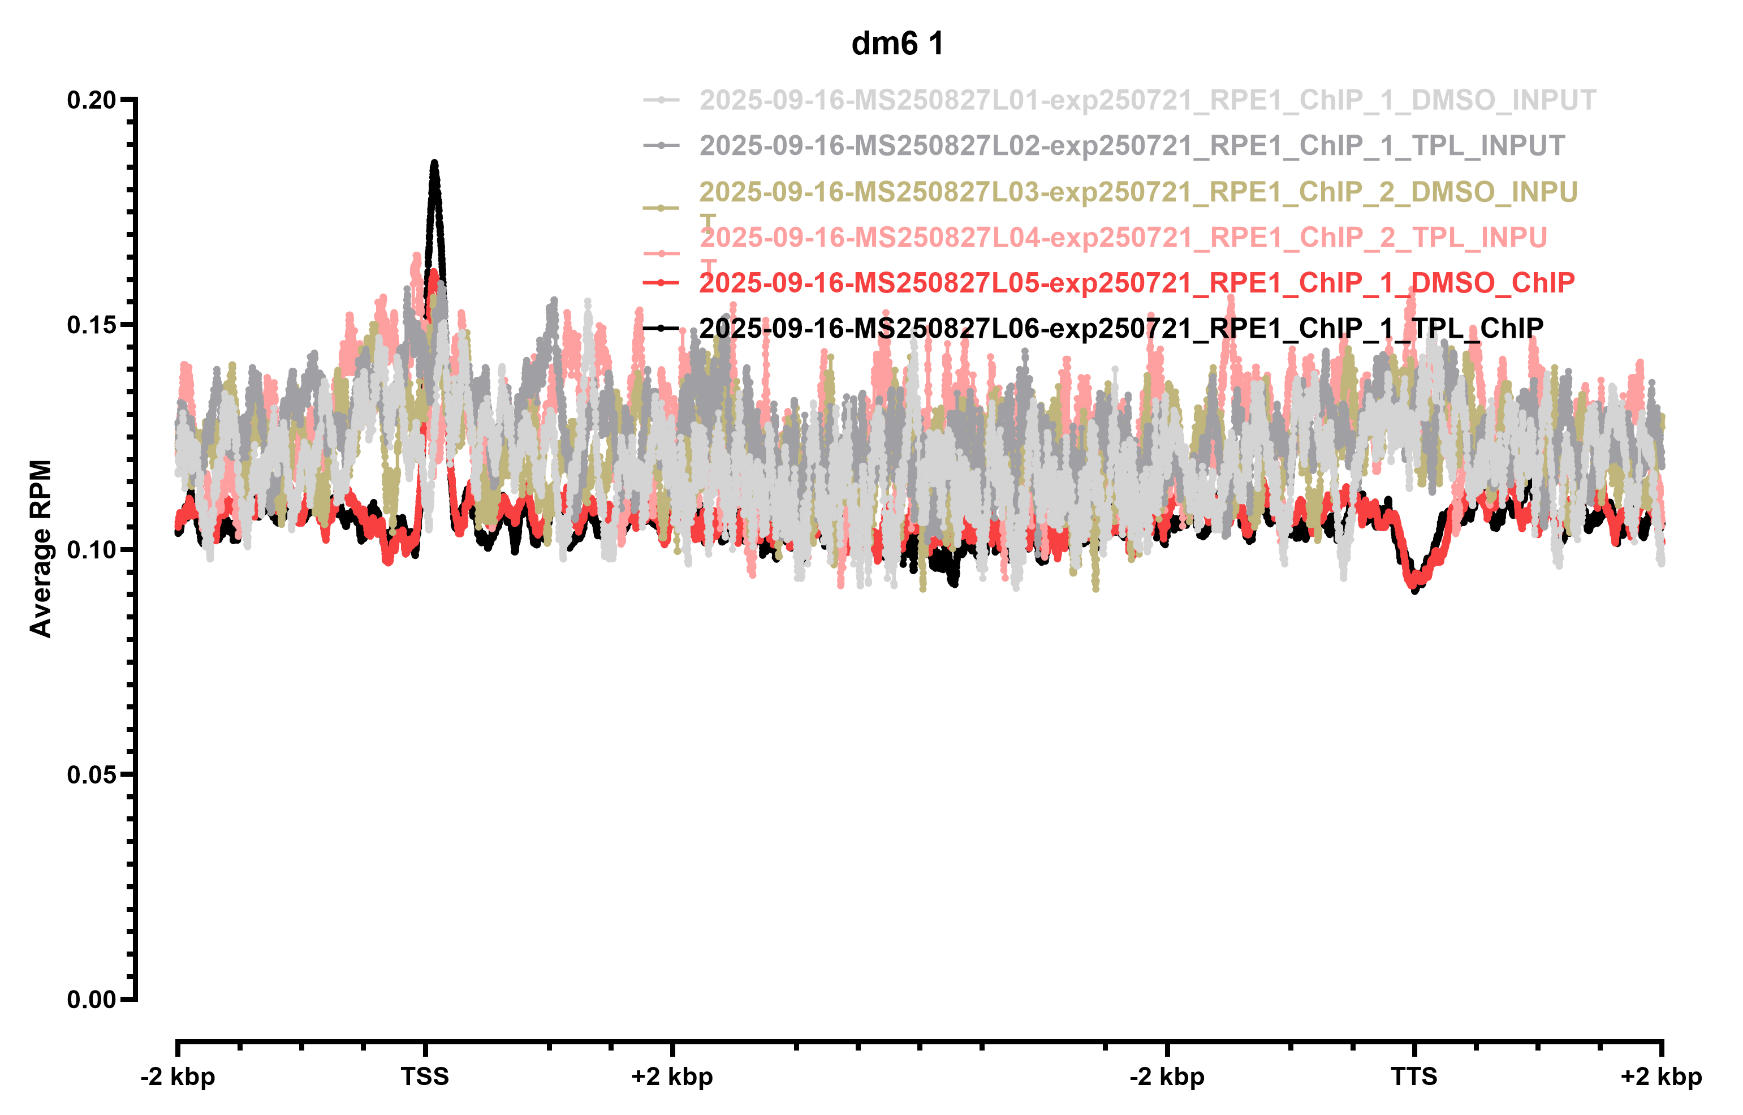 dm6 1
0.20
2025-09-16-MS250827L01-exp250721_RPE1_ChIP_1_DMSO_INPUT
2025-09-16-MS250827L02-exp250721_RPE1_ChIP_1_TPL_INPUT
2025-09-16-MS250827L03-exp250721_RPE1_ChIP_2_DMSO_INPU
T
2025-09-16-MS250827L04-exp250721_RPE1_ChIP_2_TPL_INPU
T
2025-09-16-MS250827L05-exp250721_RPE1_ChIP_1_DMSO_ChIP
0.15
2025-09-16-MS250827L06-exp250721_RPE1_ChIP_1_TPL_ChIP
0.10
Average RPM
0.05
0.00
-2 kbp TSS +2 kbp -2 kbp TTS +2 kbp